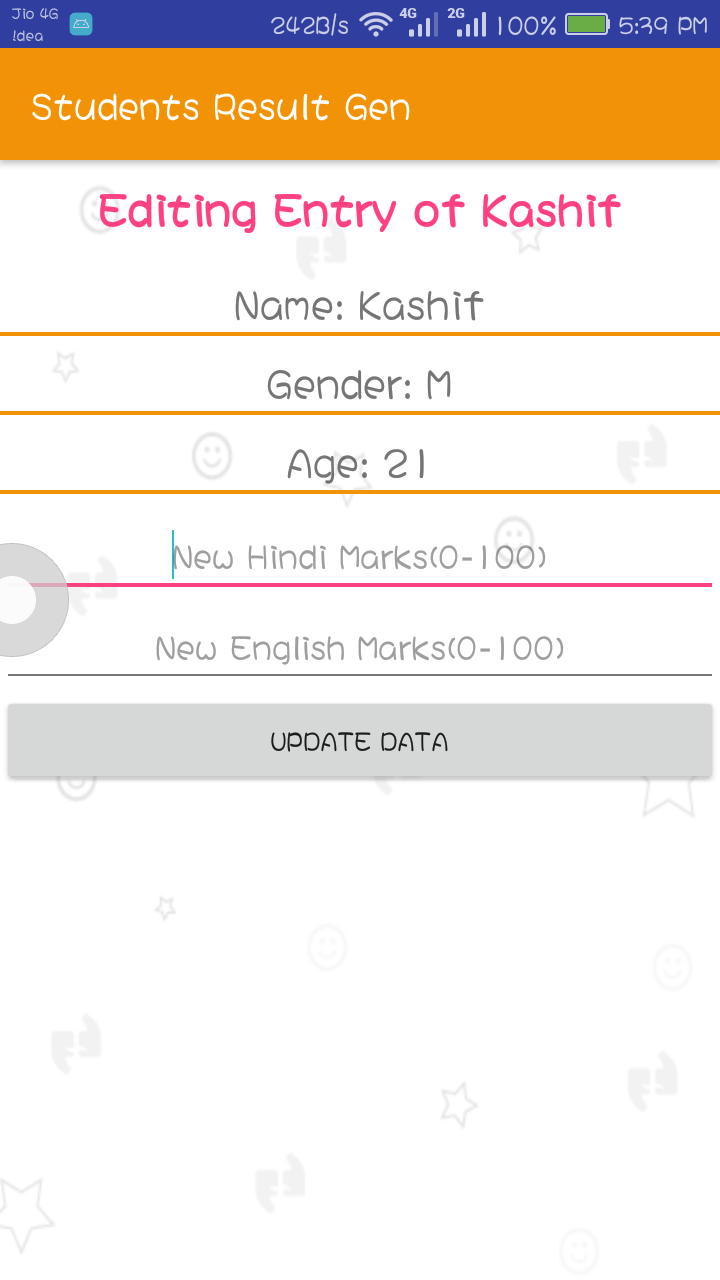 Jio 4G
!dea
242B/s 4G 2G 100% 5:39 PM
Students Result Gen
Editing Entry of Kashif
Name: Kashif
Gender: M
Age: 21
New Hindi Marks(0-100)
New English Marks(0-100)
UPDATE DATA